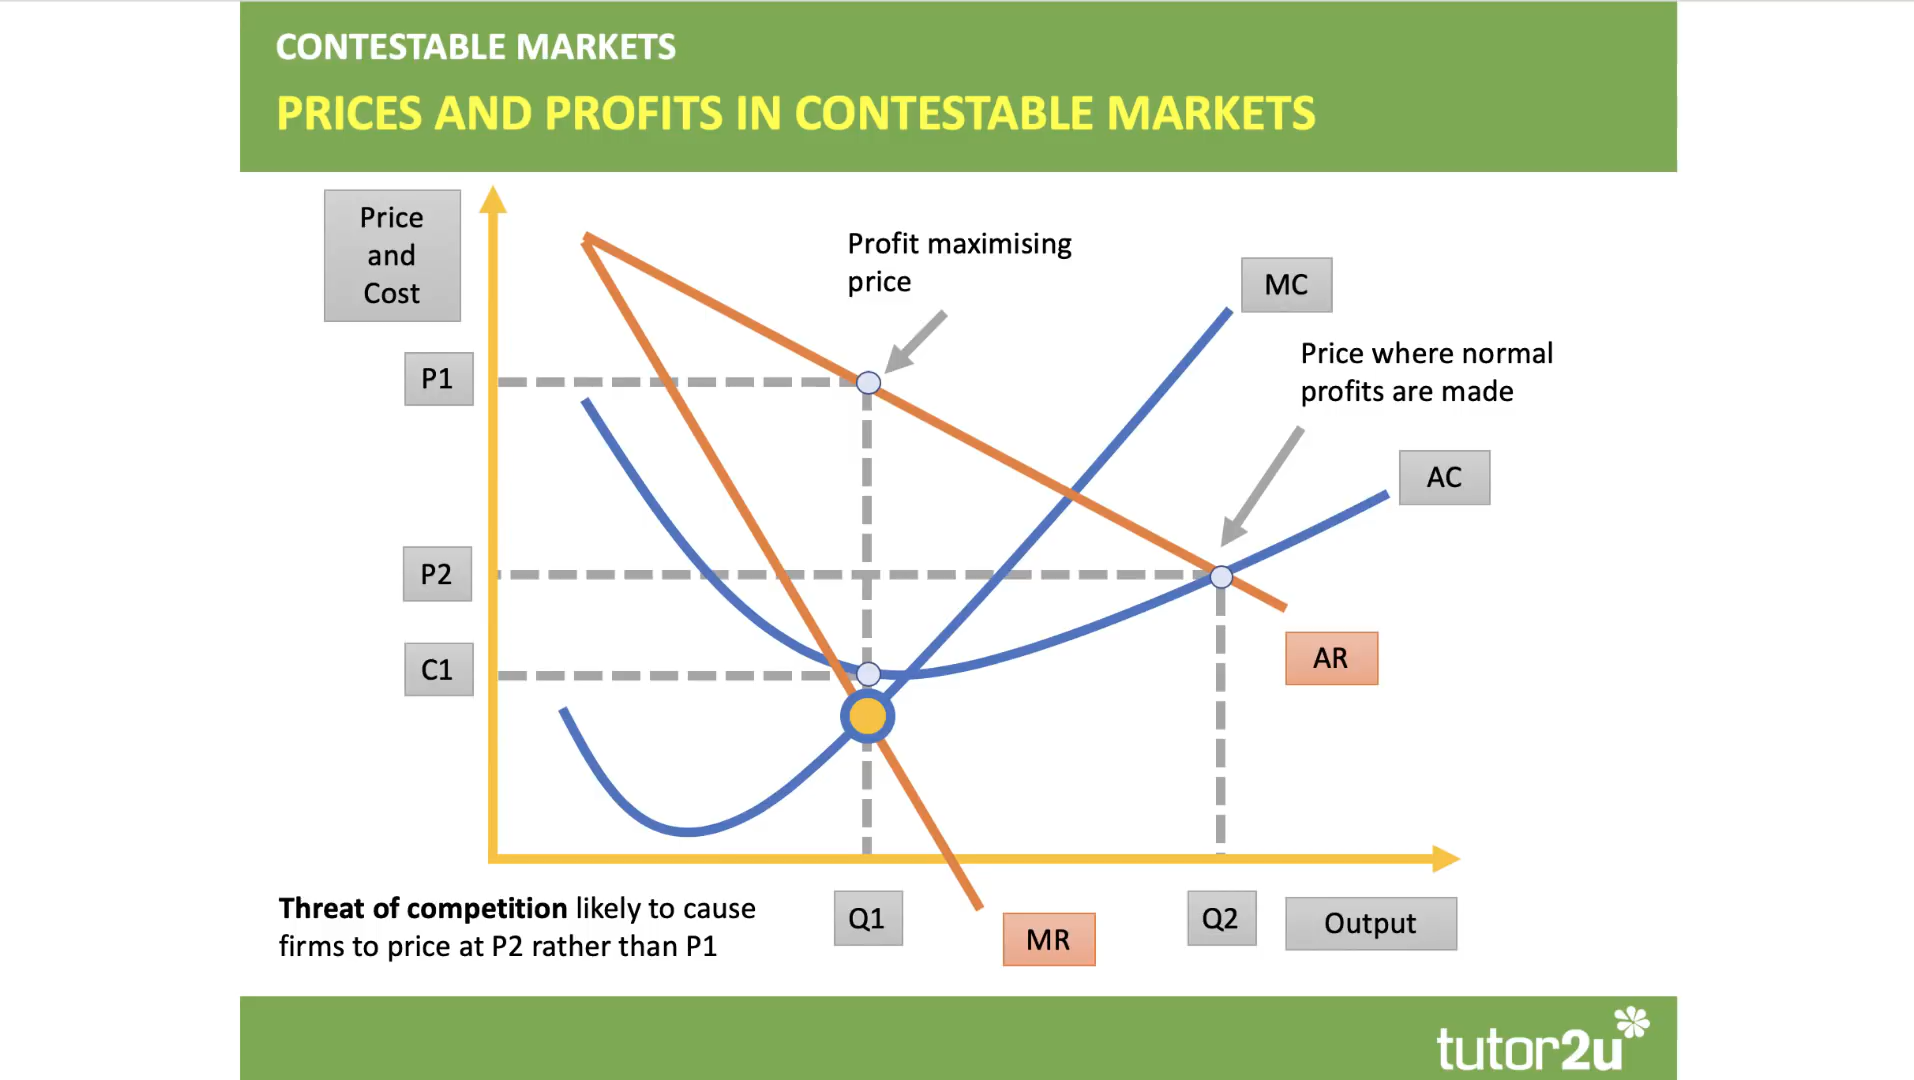 CONTESTABLE MARKETS
PRICES AND PROFITS IN CONTESTABLE MARKETS
Price
and
Cost
Profit maximising
price
MC
Price where normal
profits are made
P1
AC
P2
C1
AR
Threat of competition likely to cause
firms to price at P2 rather than P1
Q1
MR
Q2
Output
tutor2u